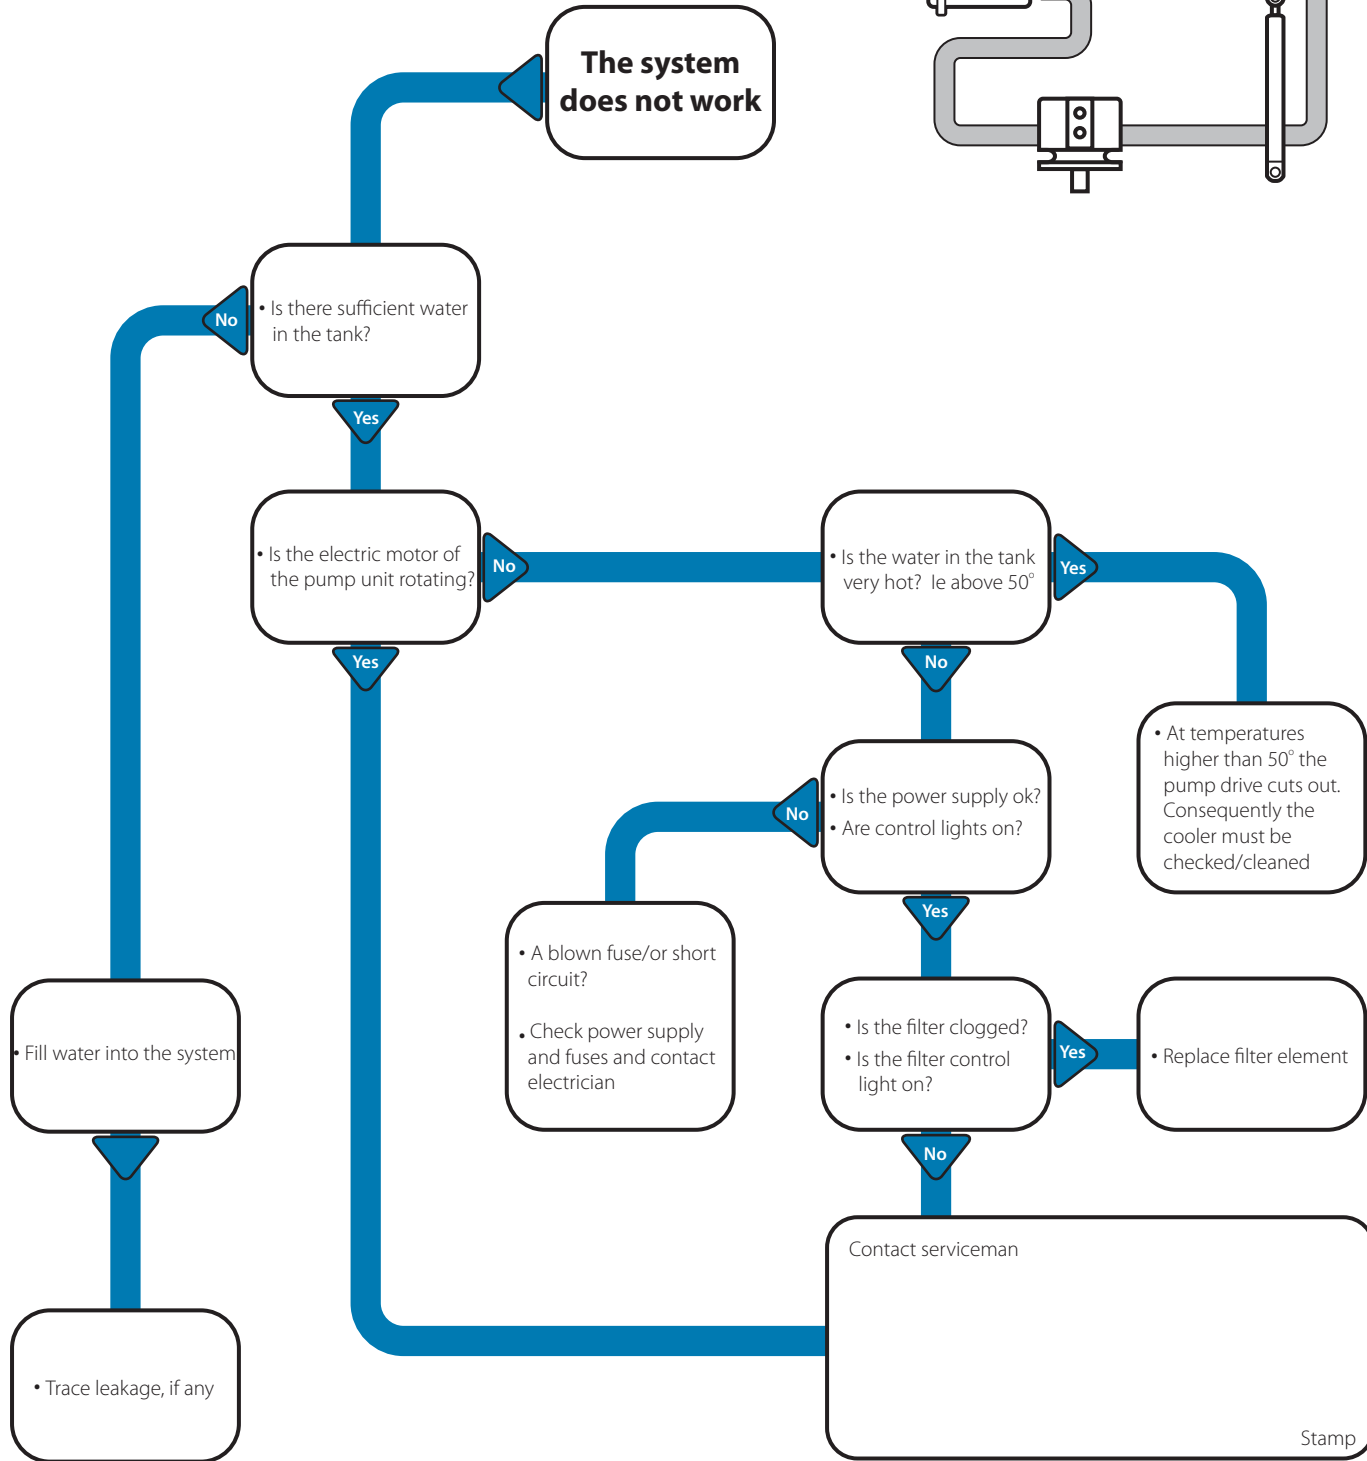 The system
does not work
• Is there sufficient water
in the tank?
No
Yes
• Is the electric motor of
the pump unit rotating?
No
Yes
• Is the water in the tank
very hot? Ie above 50°
Yes
No
• At temperatures
higher than 50° the
pump drive cuts out.
Consequently the
cooler must be
checked/cleaned
• Is the power supply ok?
• Are control lights on?
No
Yes
• A blown fuse/or short
circuit?
• Check power supply
and fuses and contact
electrician
• Is the filter clogged?
• Is the filter control
light on?
Yes
No
• Replace filter element
• Fill water into the system
• Trace leakage, if any
Contact serviceman
Stamp